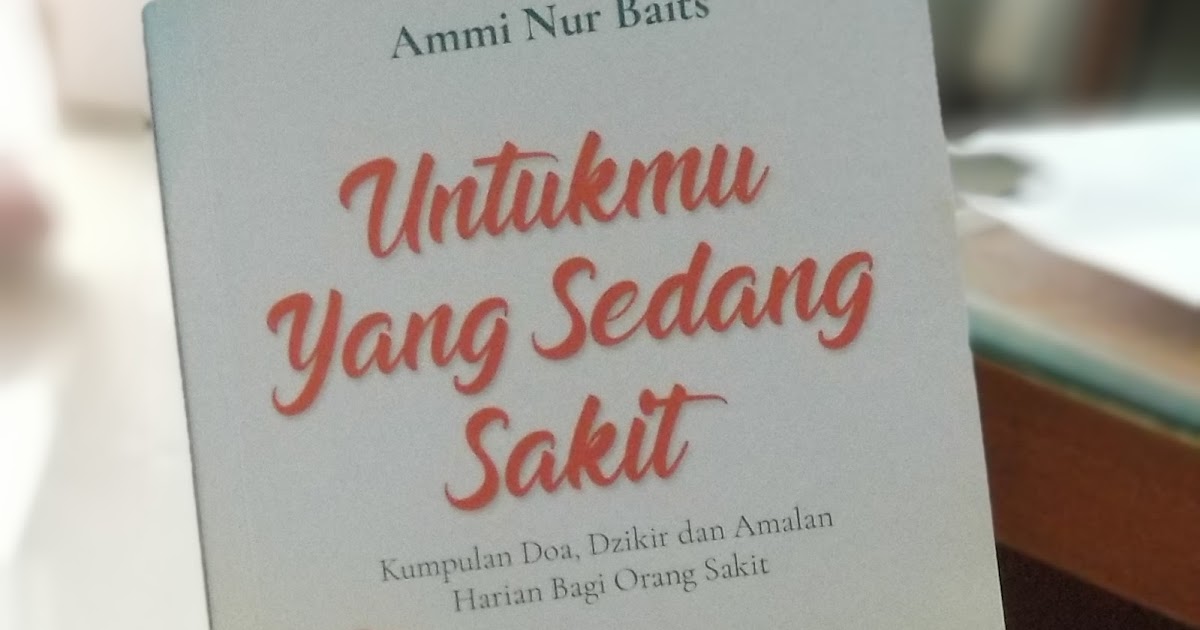 Ammi Nur Baits
Untukmu
Yang Sedang
Sakit
Kumpulan Doa, Dzikir dan Amalan
Harian Bagi Orang Sakit